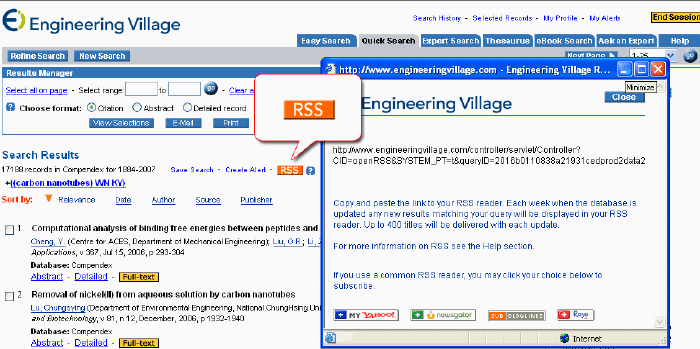 Engineering Village
Search History - Selected Records - My Profile - My Alerts
End Session
Easy Search Quick Search Expert Search Thesaurus eBook Search Ask an Expert Help
Refine Search New Search
Next Page 1-25 go
Results Manager
Select all on page - Select range: to go - Clear a
Choose format: Citation Abstract Detailed record
View Selections E-Mail Print
RSS
Search Results
17188 records in Compendex for 1884-2007 Save Search - Create Alert - RSS ?
+((carbon nanotubes) WN KY)
Sort by: Relevance Date Author Source Publisher
1. Computational analysis of binding free energies between peptides and
Cheng, Y. (Centre for ACES, Department of Mechanical Engineering); Liu, G.R.; Li, Z
Applications, v 367, Jul 15, 2006, p 293-304
Database: Compendex
Abstract - Detailed Full-text
2. Removal of nickel(II) from aqueous solution by carbon nanotubes
Lu, Chungsying (Department of Environmental Engineering, National ChungHsing Uni
and Biotechnology, v 81, n 12, December, 2006, p 1932-1940
Database: Compendex
Abstract - Detailed Full-text
http://www.engineeringvillage.com - Engineering Village R...
Minimize
Engineering Village
Close
http://www.engineeringvillage.com/controller/servlet/Controller?
CID=openRSS&SYSTEM_PT=t&queryID=2016b0110838a21931cedprod2data2
Copy and paste the link to your RSS reader. Each week when the database is
updated any new results matching your query will be displayed in your RSS
reader. Up to 400 titles will be delivered with each update.
For more information on RSS see the Help section.
If you use a common RSS reader, you may click your choice below to
subscribe.
MY YAHOO! newsgator SUB BLOGLINES Rojo
Internet